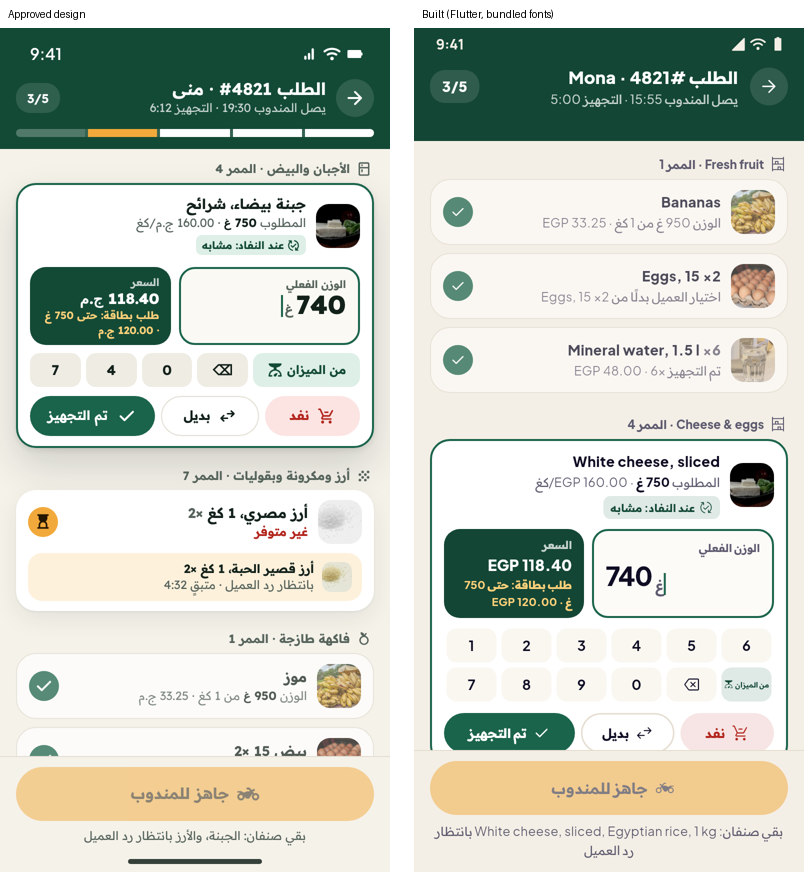 Approved design
9:41
الطلب #4821 · منى
يصل المندوب 19:30 · التجهيز 6:12
3/5
الأجبان والبيض · الممر 4
جبنة بيضاء، شرائح
المطلوب 750 غ · 160.00 ج.م/كغ
عند النفاد: مشابه
الوزن الفعلي
740 غ
السعر
118.40 ج.م
طلب بطاقة: حتى 750 غ
· 120.00 ج.م
7
4
0
من الميزان
تم التجهيز
بديل
نفد
أرز ومكرونة وبقوليات · الممر 7
أرز مصري، 1 كغ ×2
غير متوفر
أرز قصير الحبة، 1 كغ ×2
بانتظار رد العميل · متبقٍ 4:32
فاكهة طازجة · الممر 1
موز
الوزن 950 غ من 1 كغ · 33.25 ج.م
بيض 15 ×2
جاهز للمندوب
بقي صنفان: الجبنة، والأرز بانتظار رد العميل
Built (Flutter, bundled fonts)
9:41
الطلب #4821 · Mona
يصل المندوب 15:55 · التجهيز 5:00
3/5
Fresh fruit · الممر 1
Bananas
الوزن 950 غ من 1 كغ · EGP 33.25
Eggs, 15 ×2
اختيار العميل بدلًا من Eggs, 15 ×2
Mineral water, 1.5 l ×6
تم التجهيز ×6 · EGP 48.00
Cheese & eggs · الممر 4
White cheese, sliced
المطلوب 750 غ · EGP 160.00/كغ
عند النفاد: مشابه
الوزن الفعلي
740 غ
السعر
EGP 118.40
طلب بطاقة: حتى 750
غ · EGP 120.00
1 2 3 4 5 6
7 8 9 0 من الميزان
تم التجهيز
بديل
نفد
جاهز للمندوب
بقي صنفان: White cheese, sliced, Egyptian rice, 1 kg بانتظار
رد العميل